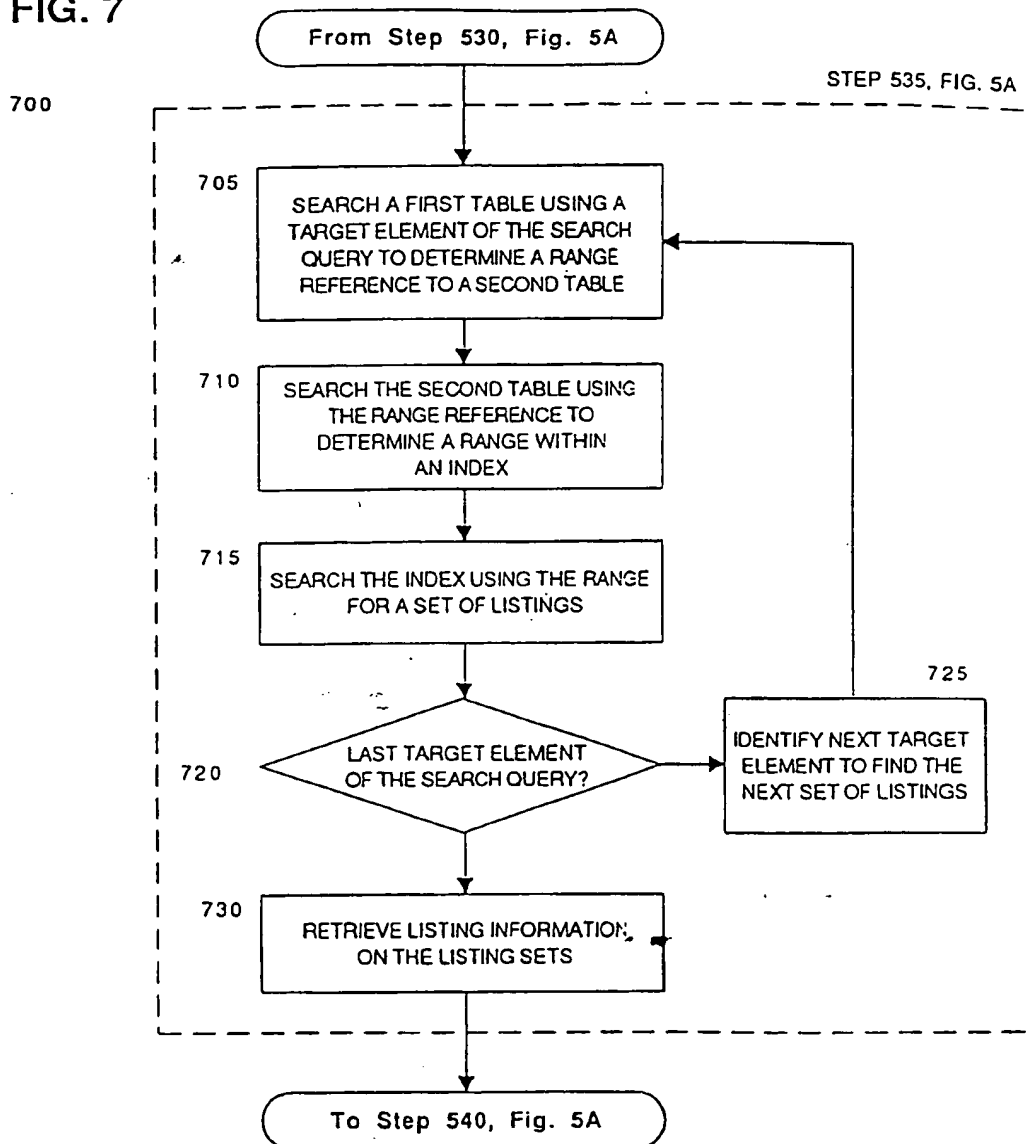 FIG. 7
From Step 530, Fig. 5A
STEP 535, FIG. 5A
700
705
SEARCH A FIRST TABLE USING A
TARGET ELEMENT OF THE SEARCH
QUERY TO DETERMINE A RANGE
REFERENCE TO A SECOND TABLE
710
SEARCH THE SECOND TABLE USING
THE RANGE REFERENCE TO
DETERMINE A RANGE WITHIN
AN INDEX
715
SEARCH THE INDEX USING THE RANGE
FOR A SET OF LISTINGS
720
LAST TARGET ELEMENT
OF THE SEARCH QUERY?
725
IDENTIFY NEXT TARGET
ELEMENT TO FIND THE
NEXT SET OF LISTINGS
730
RETRIEVE LISTING INFORMATION
ON THE LISTING SETS
To Step 540, Fig. 5A